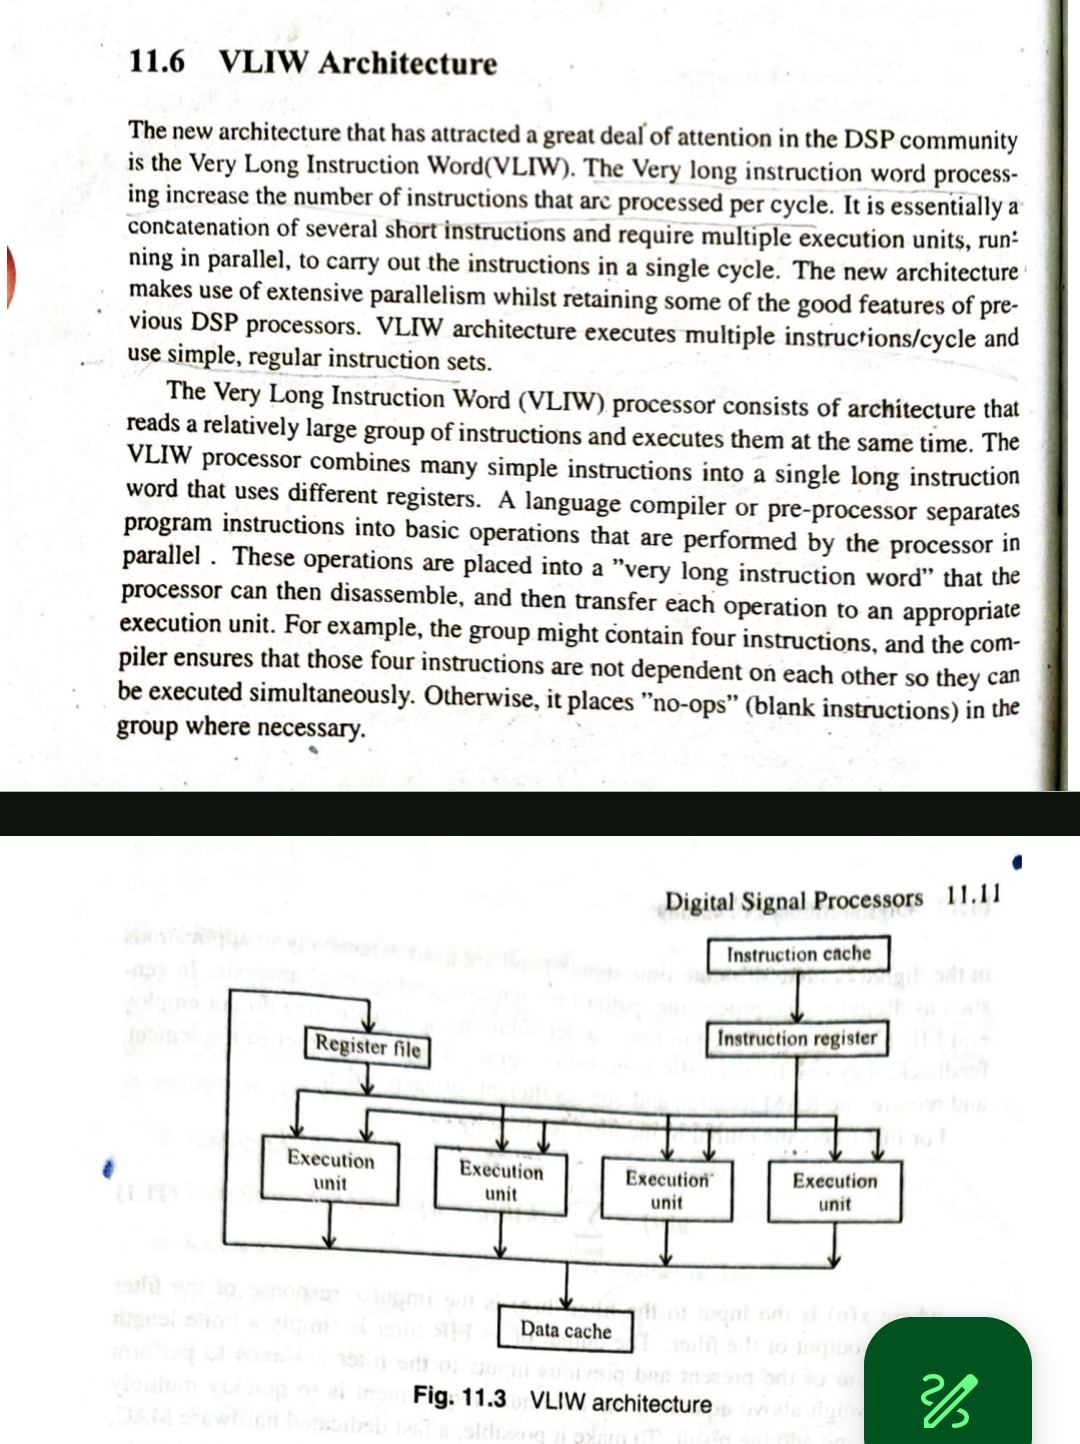 11.6 VLIW Architecture
The new architecture that has attracted a great deal of attention in the DSP community
is the Very Long Instruction Word(VLIW). The Very long instruction word process-
ing increase the number of instructions that are processed per cycle. It is essentially a
concatenation of several short instructions and require multiple execution units, run-
ning in parallel, to carry out the instructions in a single cycle. The new architecture
makes use of extensive parallelism whilst retaining some of the good features of pre-
vious DSP processors. VLIW architecture executes multiple instructions/cycle and
use simple, regular instruction sets.
The Very Long Instruction Word (VLIW) processor consists of architecture that
reads a relatively large group of instructions and executes them at the same time. The
VLIW processor combines many simple instructions into a single long instruction
word that uses different registers. A language compiler or pre-processor separates
program instructions into basic operations that are performed by the processor in
parallel . These operations are placed into a "very long instruction word" that the
processor can then disassemble, and then transfer each operation to an appropriate
execution unit. For example, the group might contain four instructions, and the com-
piler ensures that those four instructions are not dependent on each other so they can
be executed simultaneously. Otherwise, it places "no-ops" (blank instructions) in the
group where necessary.
Digital Signal Processors 11.11
Instruction cache
Register file
Instruction register
Execution
unit
Execution
unit
Execution
unit
Execution
unit
Data cache
Fig. 11.3 VLIW architecture